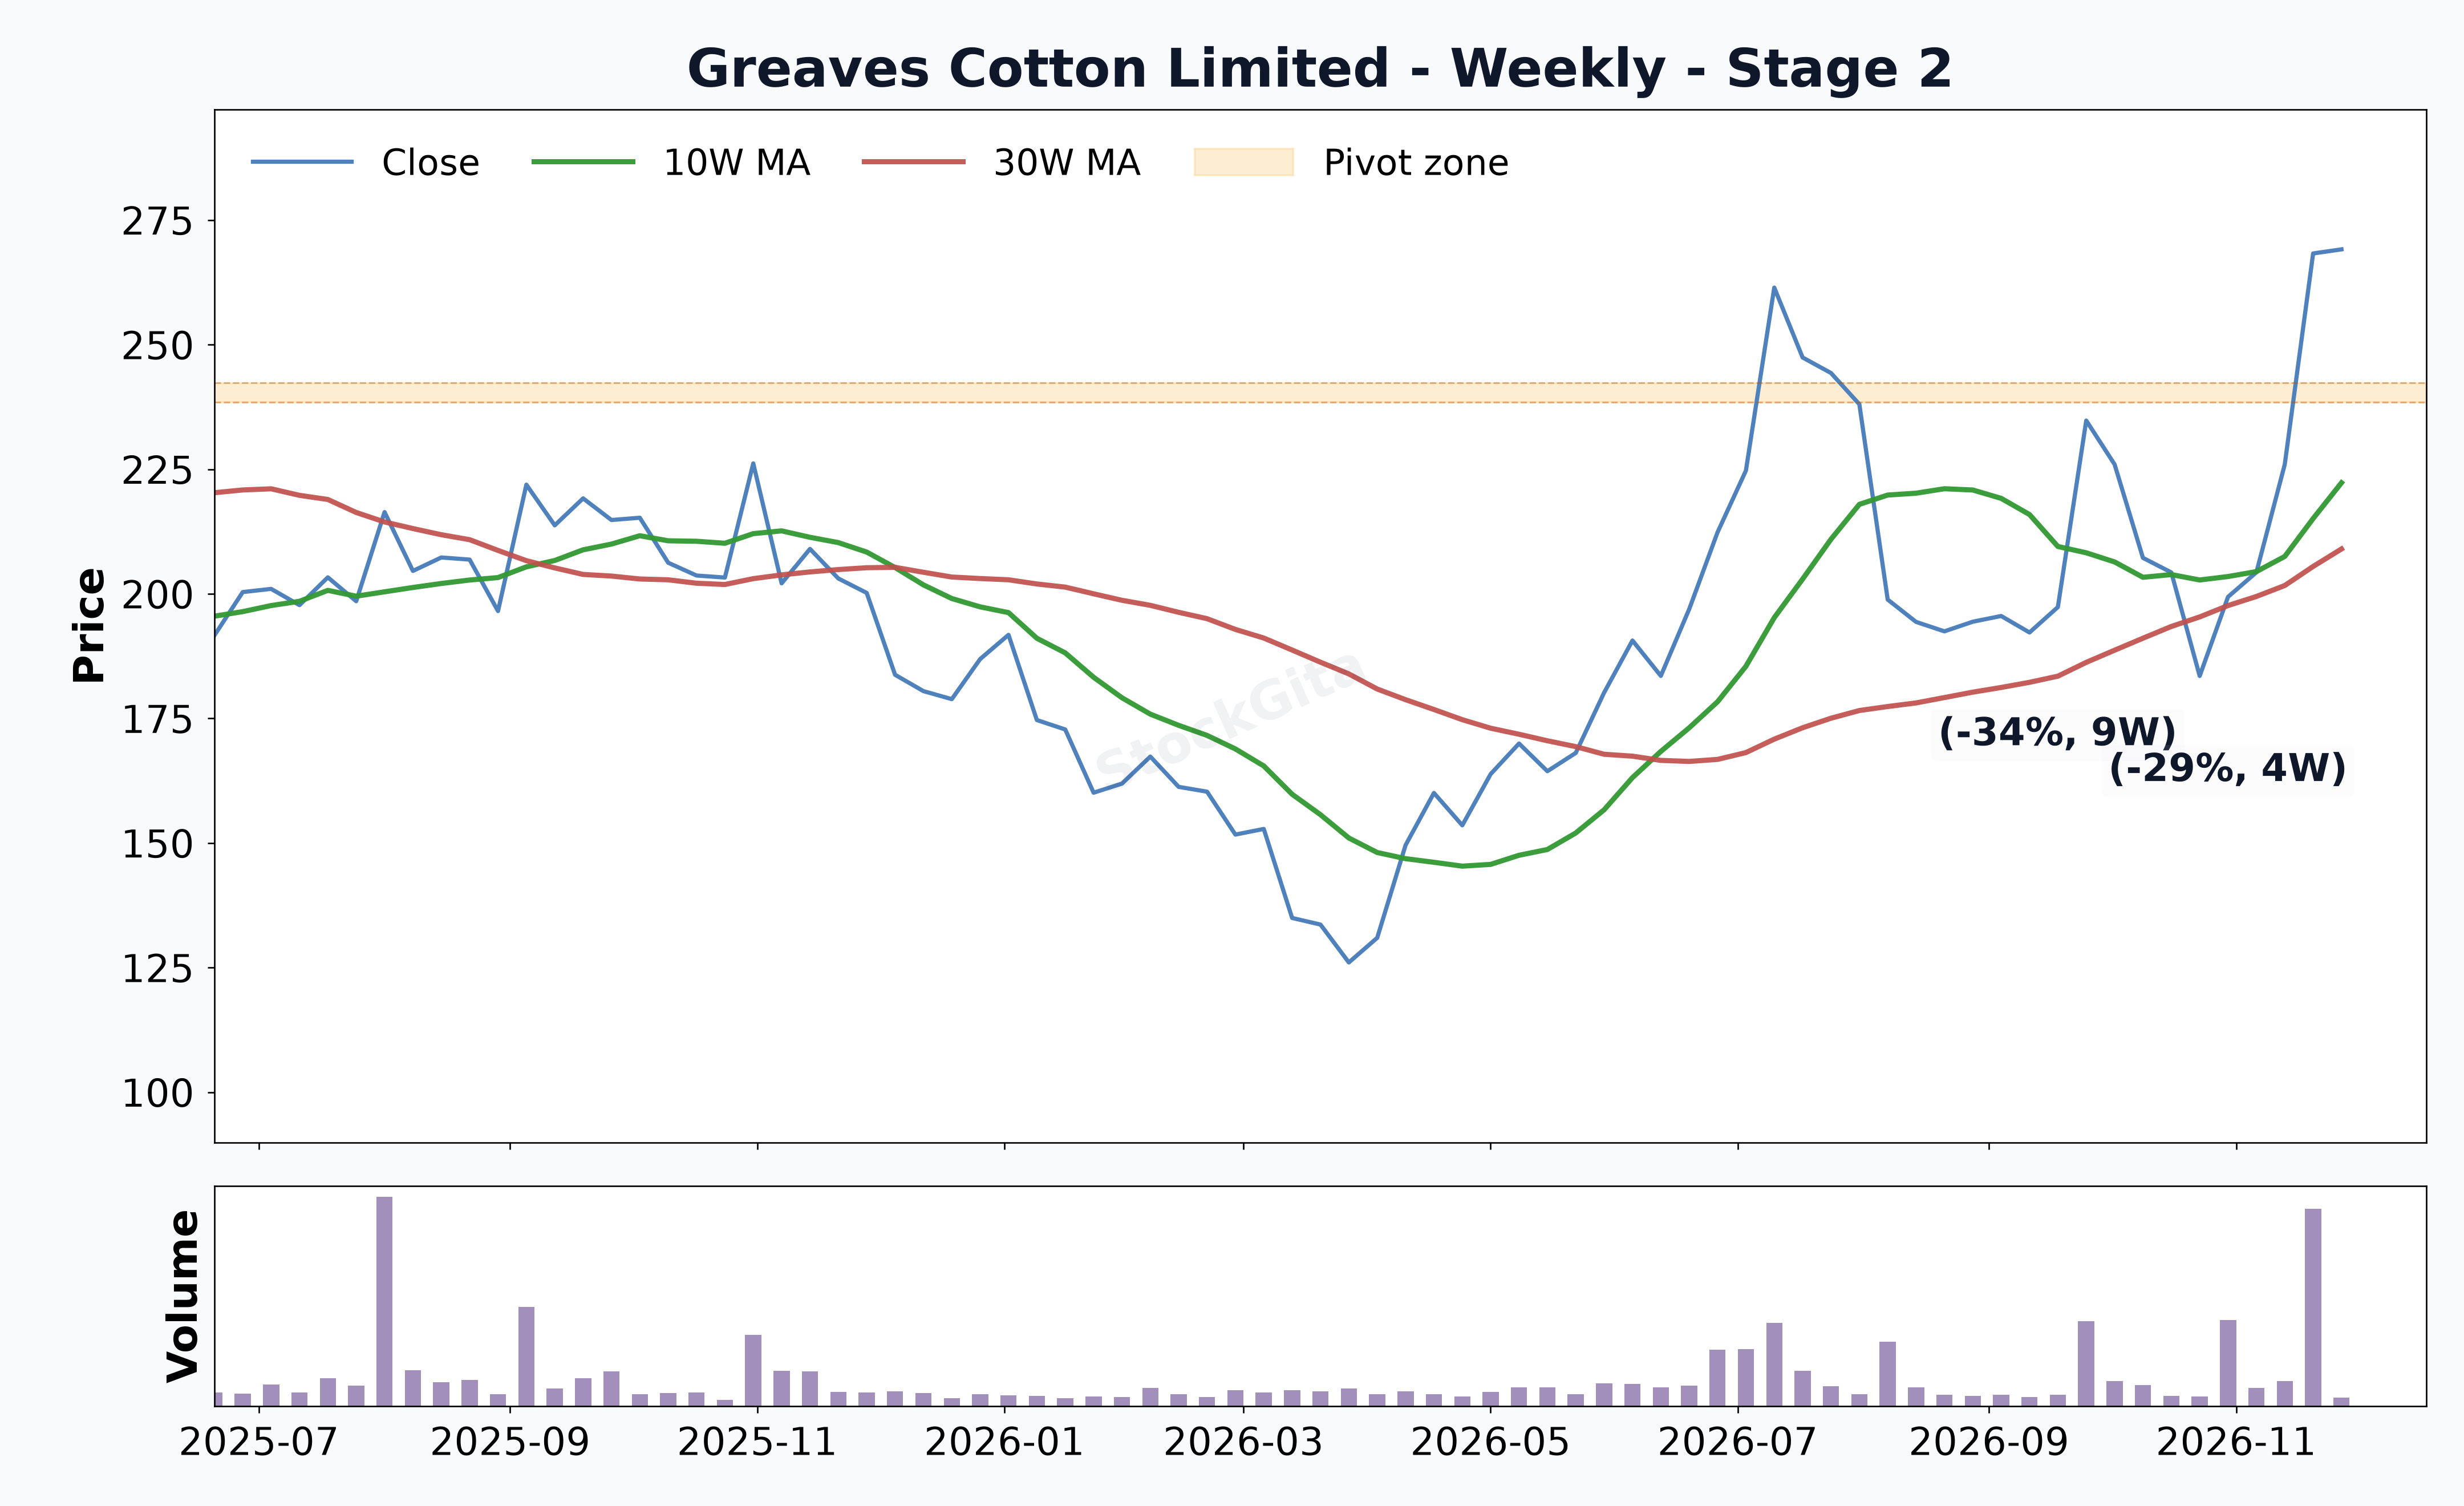 Greaves Cotton Limited - Weekly - Stage 2
Close 10W MA 30W MA Pivot zone
275
250
225
200
175
150
125
100
Price
StockGita
(-34%, 9W)
(-29%, 4W)
Volume
2025-07 2025-09 2025-11 2026-01 2026-03 2026-05 2026-07 2026-09 2026-11